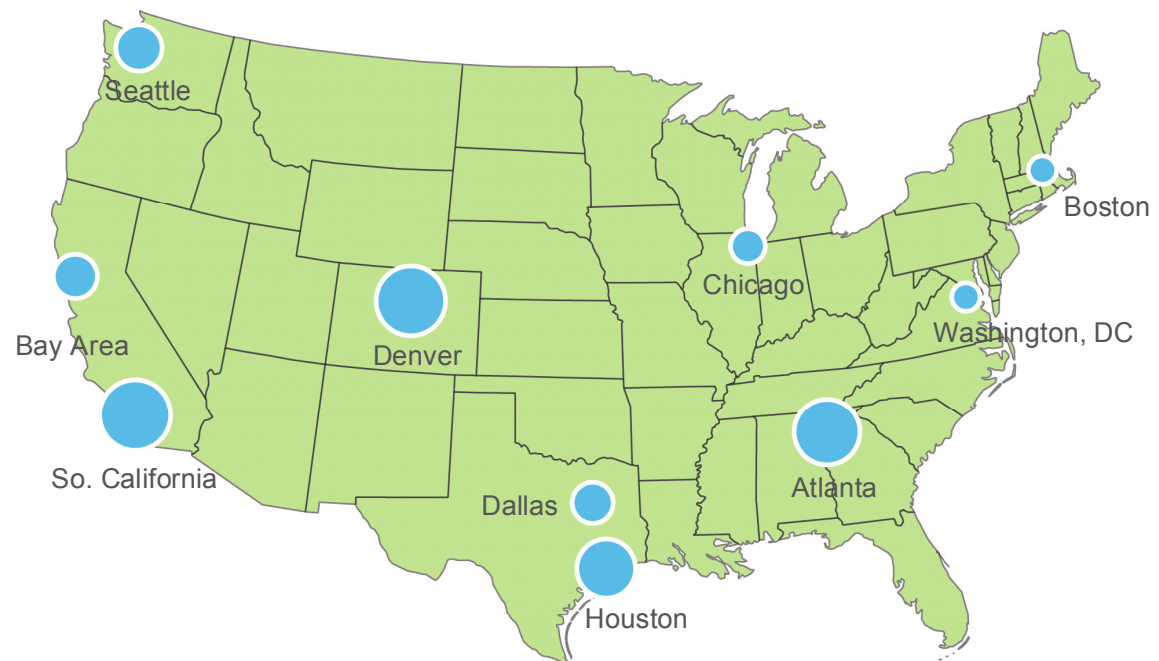 Seattle
Boston
Chicago
Washington, DC
Bay Area
Denver
So. California
Atlanta
Dallas
Houston